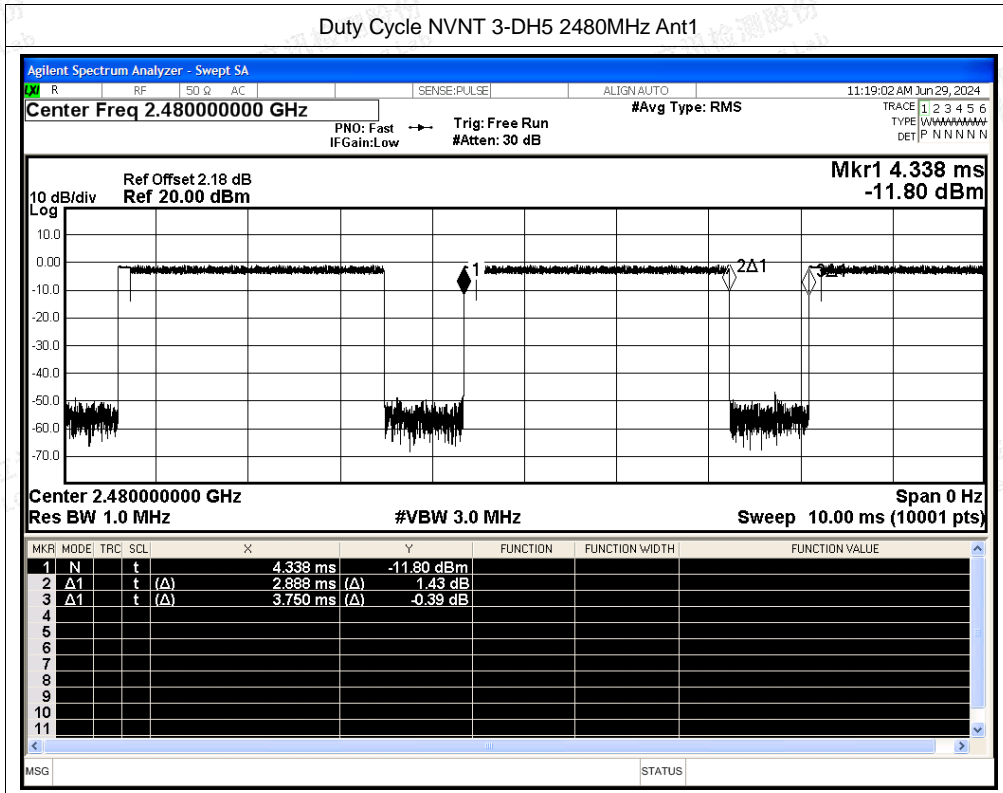 Duty Cycle NVNT 3-DH5 2480MHz Ant1
Agilent Spectrum Analyzer - Swept SA
LXI R RF 50 Ω AC SENSE:PULSE ALIGN AUTO 11:19:02 AM Jun 29, 2024
Center Freq 2.480000000 GHz #Avg Type: RMS TRACE 1 2 3 4 5 6
PNO: Fast Trig: Free Run TYPE WWWWWW
IFGain:Low #Atten: 30 dB DET P N N N N N
Mkr1 4.338 ms
Ref Offset 2.18 dB
10 dB/div Ref 20.00 dBm -11.80 dBm
Log
10.0
0.00
-10.0
-20.0
-30.0
-40.0
-50.0
-60.0
-70.0
1 2Δ1 3Δ1
Center 2.480000000 GHz Span 0 Hz
Res BW 1.0 MHz #VBW 3.0 MHz Sweep 10.00 ms (10001 pts)
MKR MODE TRC SCL X Y FUNCTION FUNCTION WIDTH FUNCTION VALUE
1 N t 4.338 ms -11.80 dBm
2 Δ1 t (Δ) 2.888 ms (Δ) 1.43 dB
3 Δ1 t (Δ) 3.750 ms (Δ) -0.39 dB
4
5
6
7
8
9
10
11
MSG STATUS